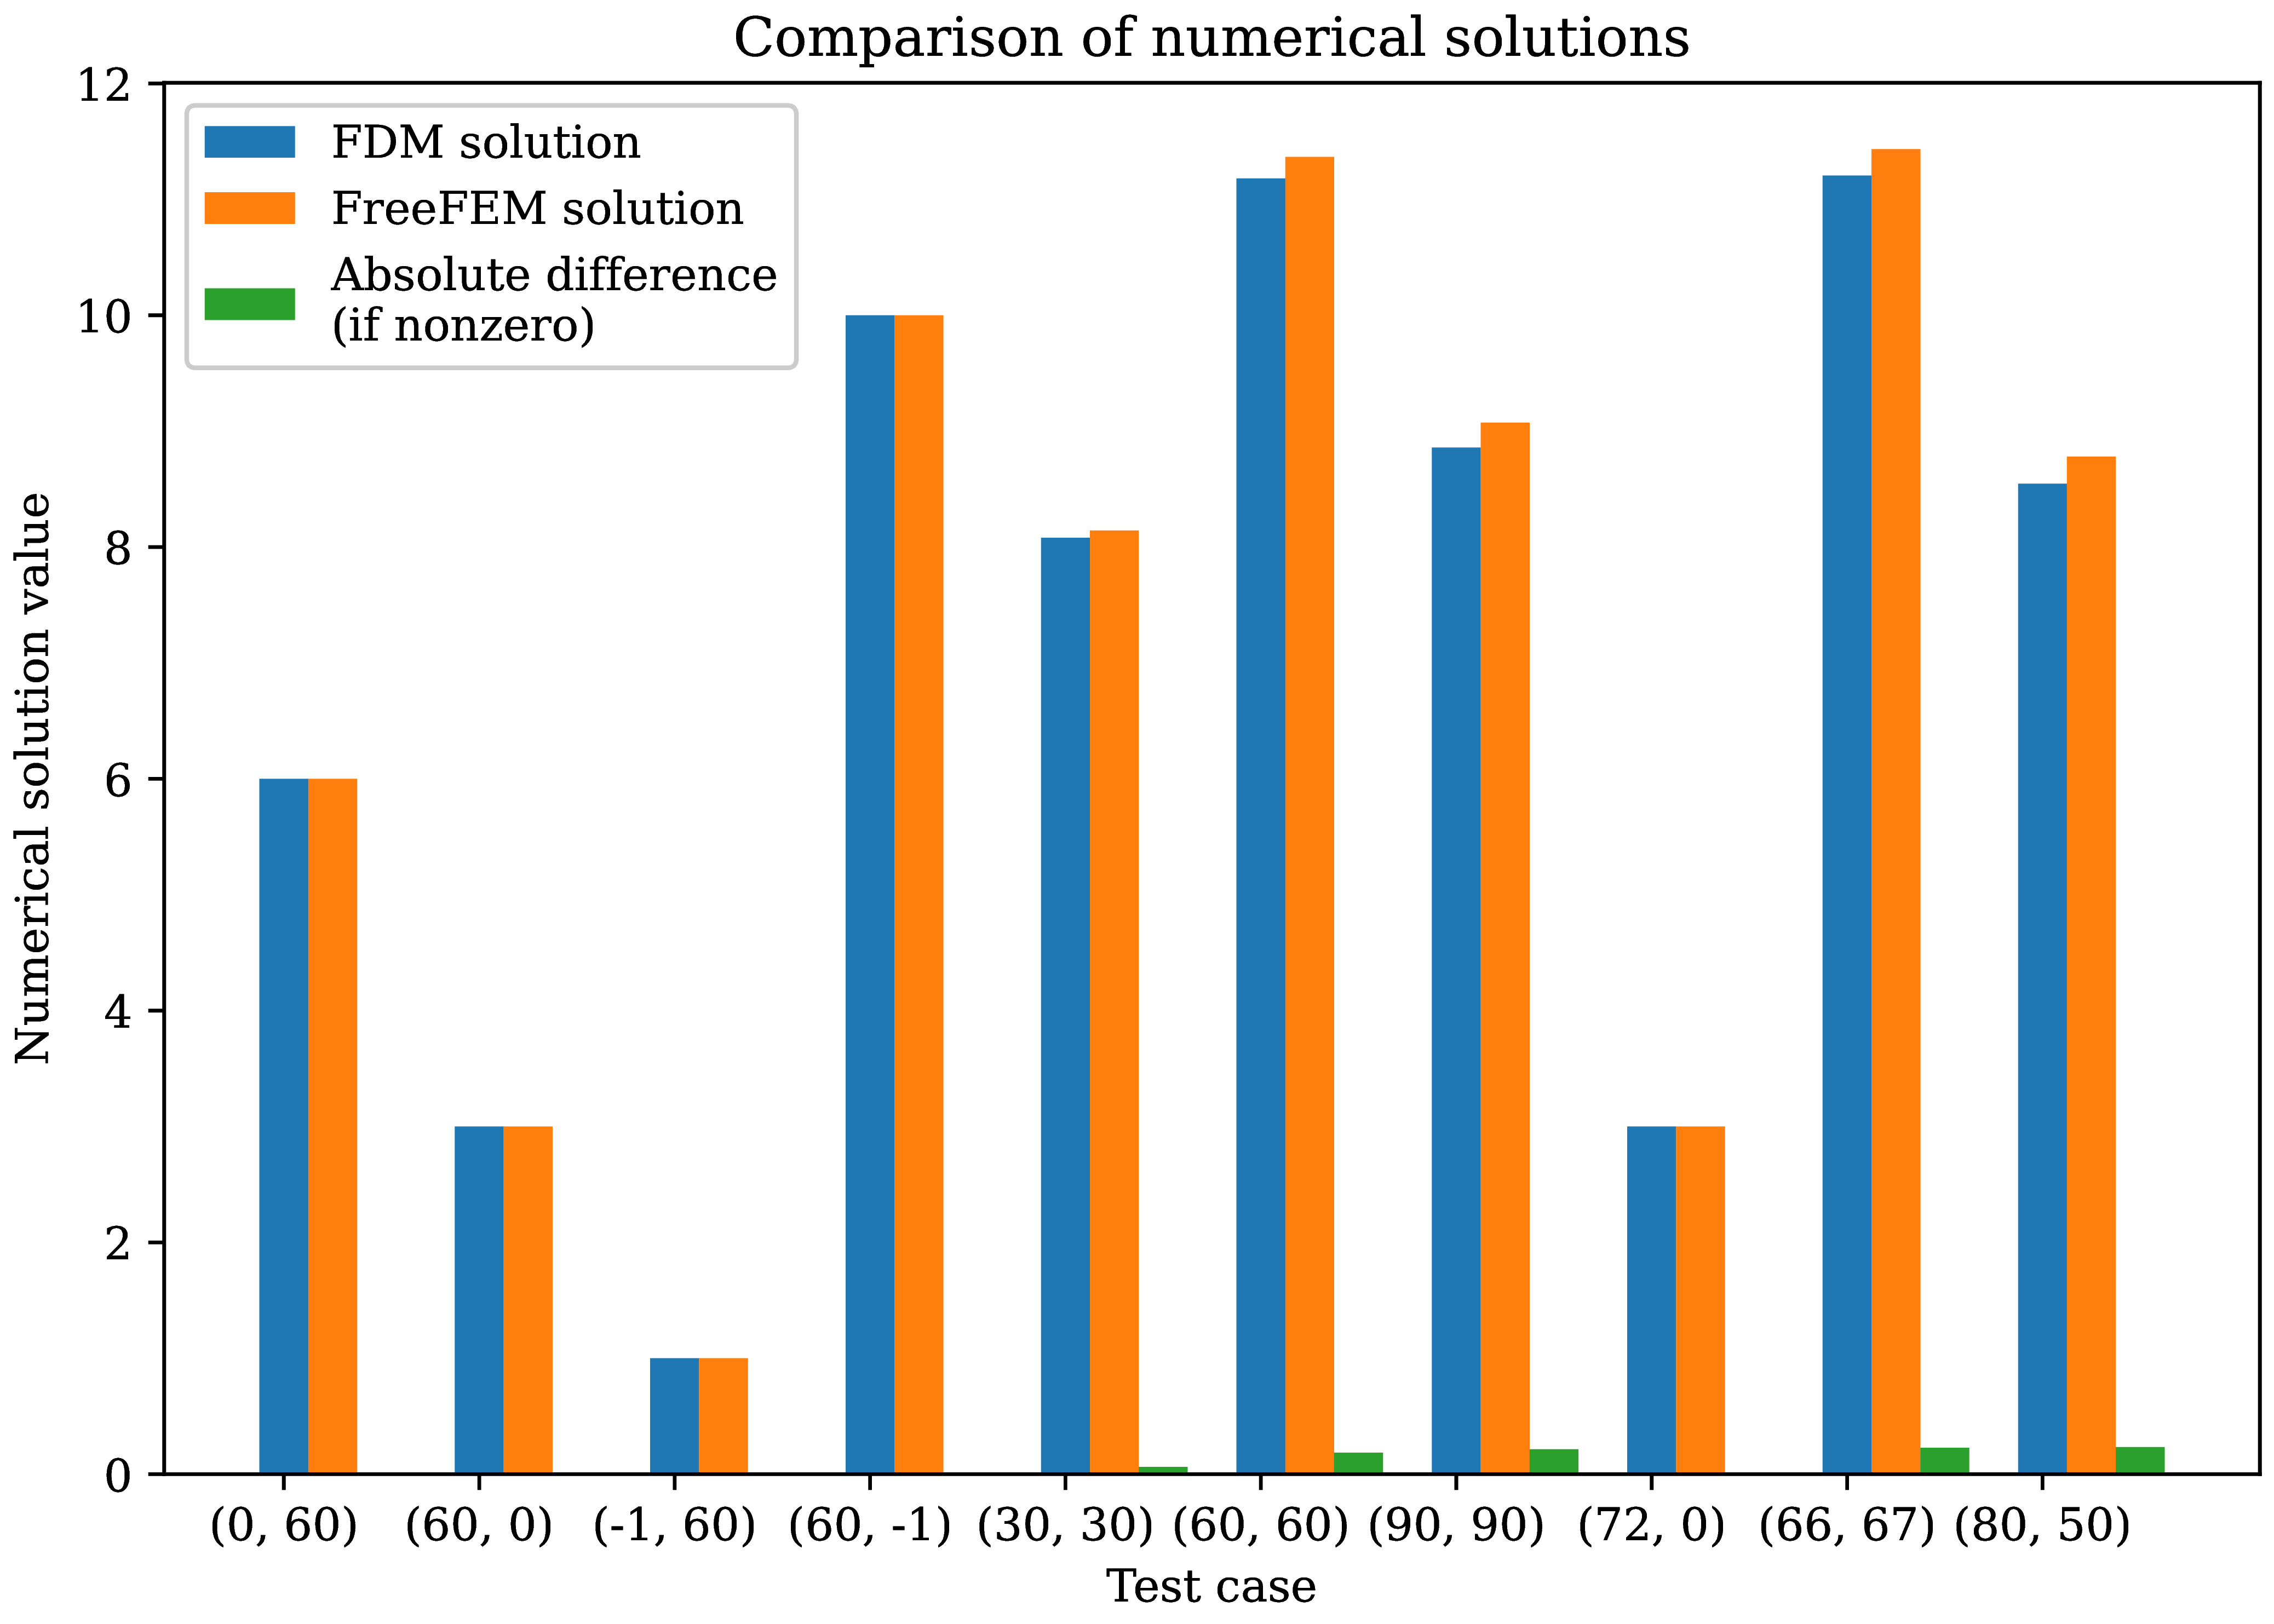 Comparison of numerical solutions
12
10
8
6
4
2
0
Numerical solution value
FDM solution
FreeFEM solution
Absolute difference
(if nonzero)
(0, 60) (60, 0) (-1, 60) (60, -1) (30, 30) (60, 60) (90, 90) (72, 0) (66, 67) (80, 50)
Test case